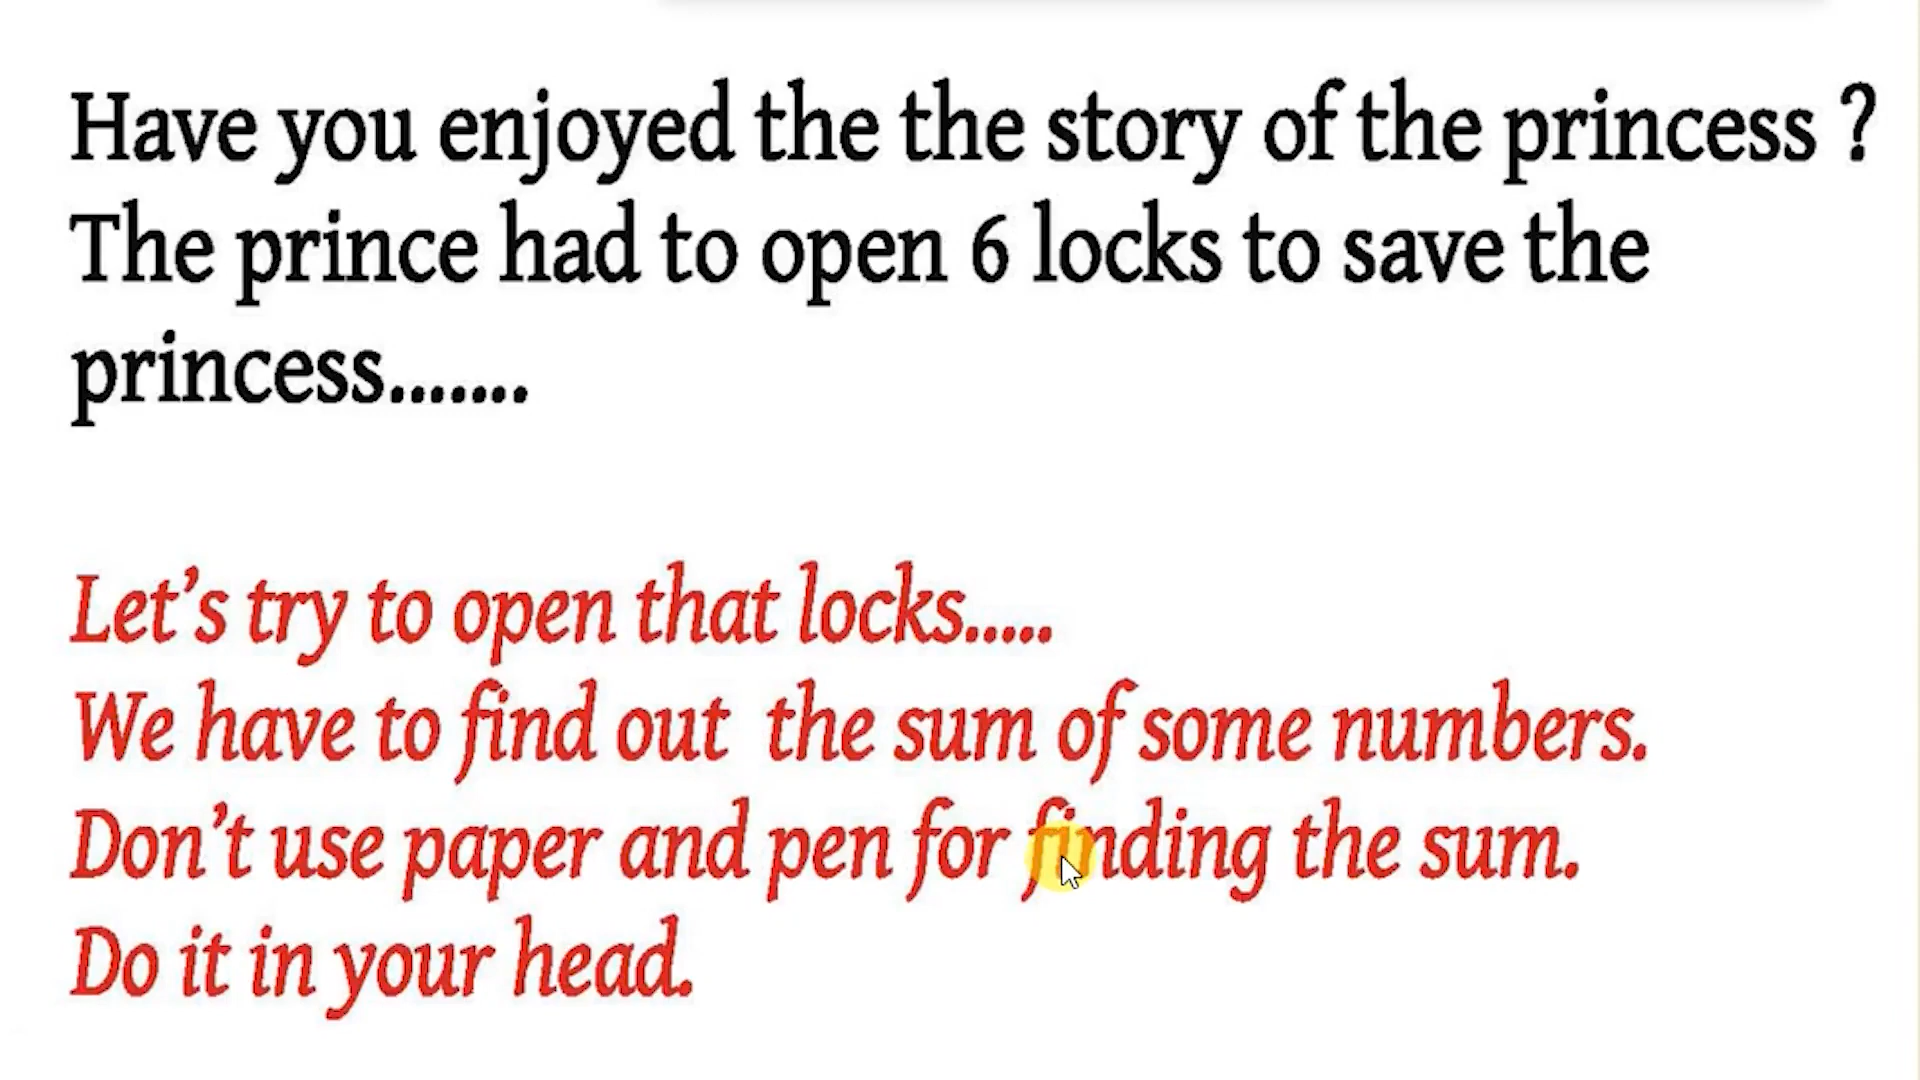 Have you enjoyed the the story of the princess ?
The prince had to open 6 locks to save the
princess.......
Let's try to open that locks.....
We have to find out the sum of some numbers.
Don't use paper and pen for finding the sum.
Do it in your head.